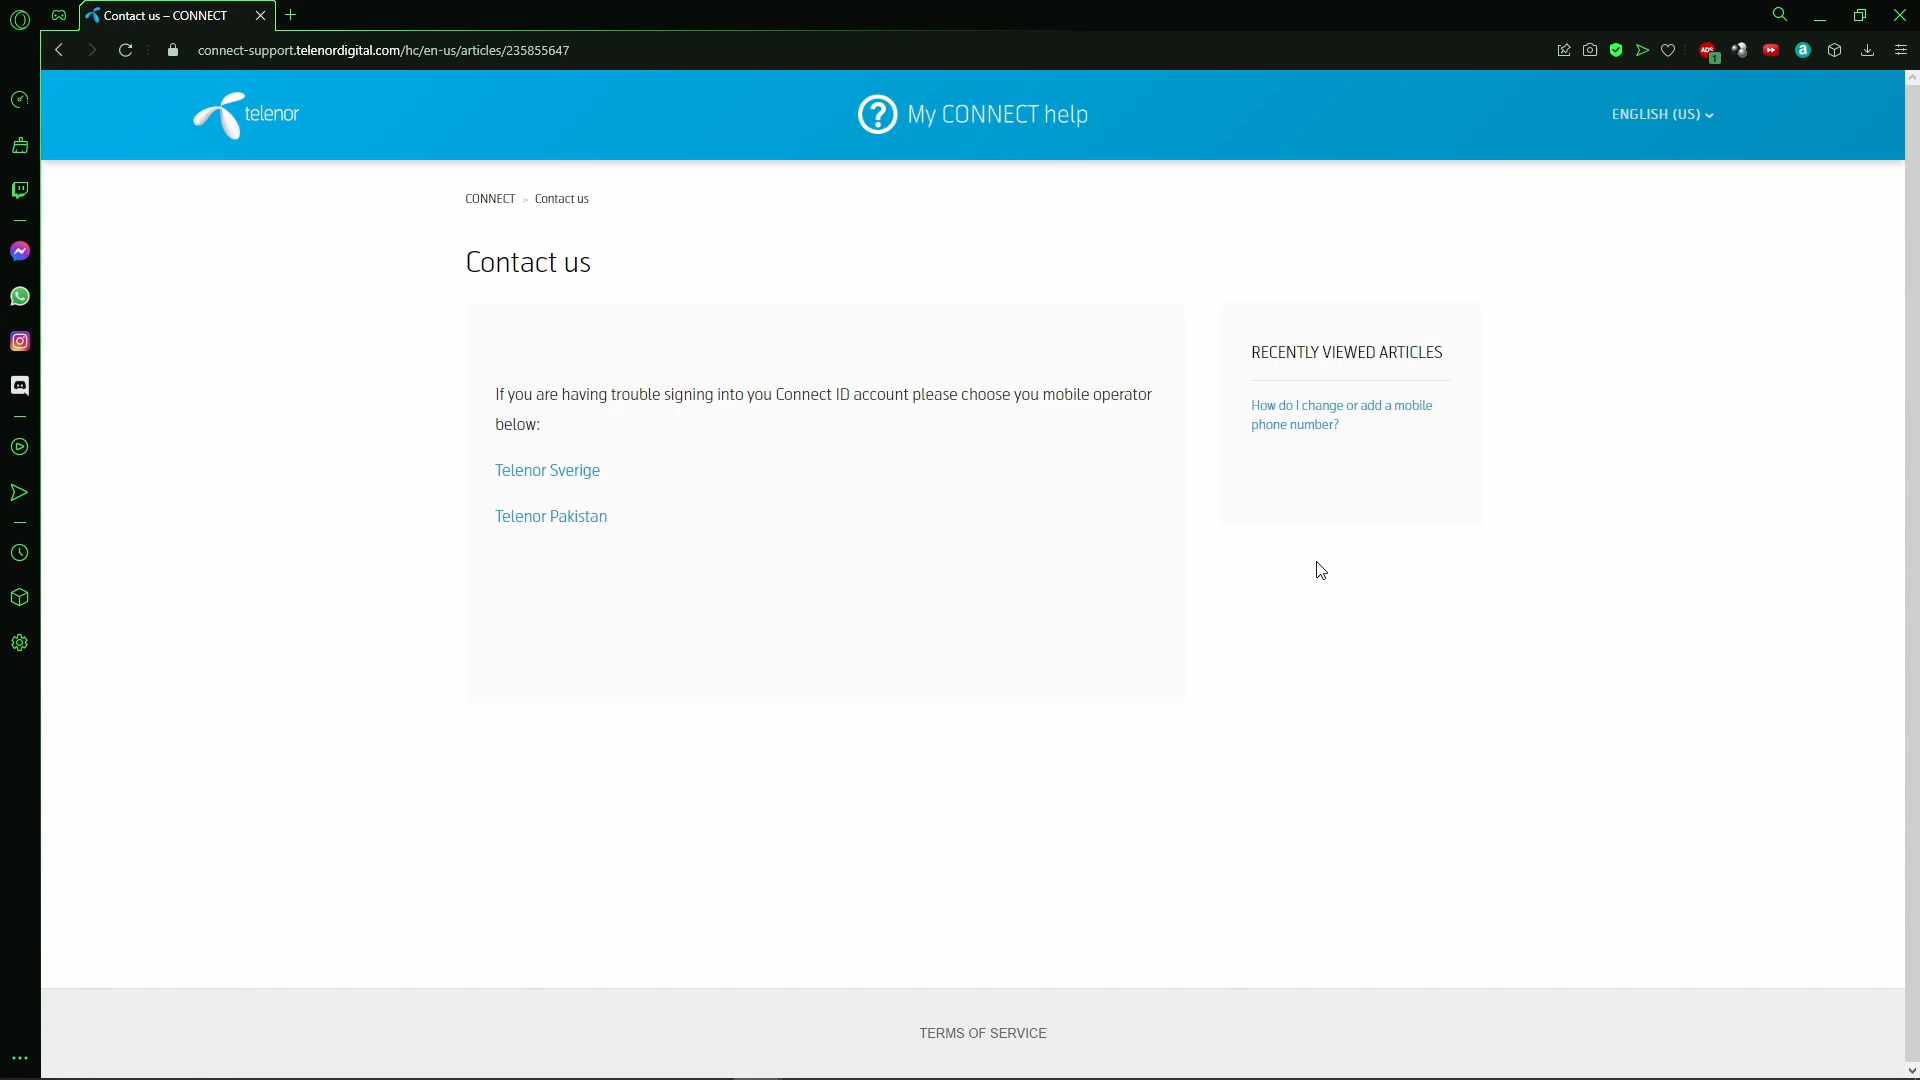 Contact us – CONNECT
connect-support.telenordigital.com/hc/en-us/articles/235855647
ADS
1
a
telenor
? My CONNECT help
ENGLISH (US)
CONNECT > Contact us
Contact us
If you are having trouble signing into you Connect ID account please choose you mobile operator
below:
Telenor Sverige
Telenor Pakistan
RECENTLY VIEWED ARTICLES
How do I change or add a mobile
phone number?
TERMS OF SERVICE